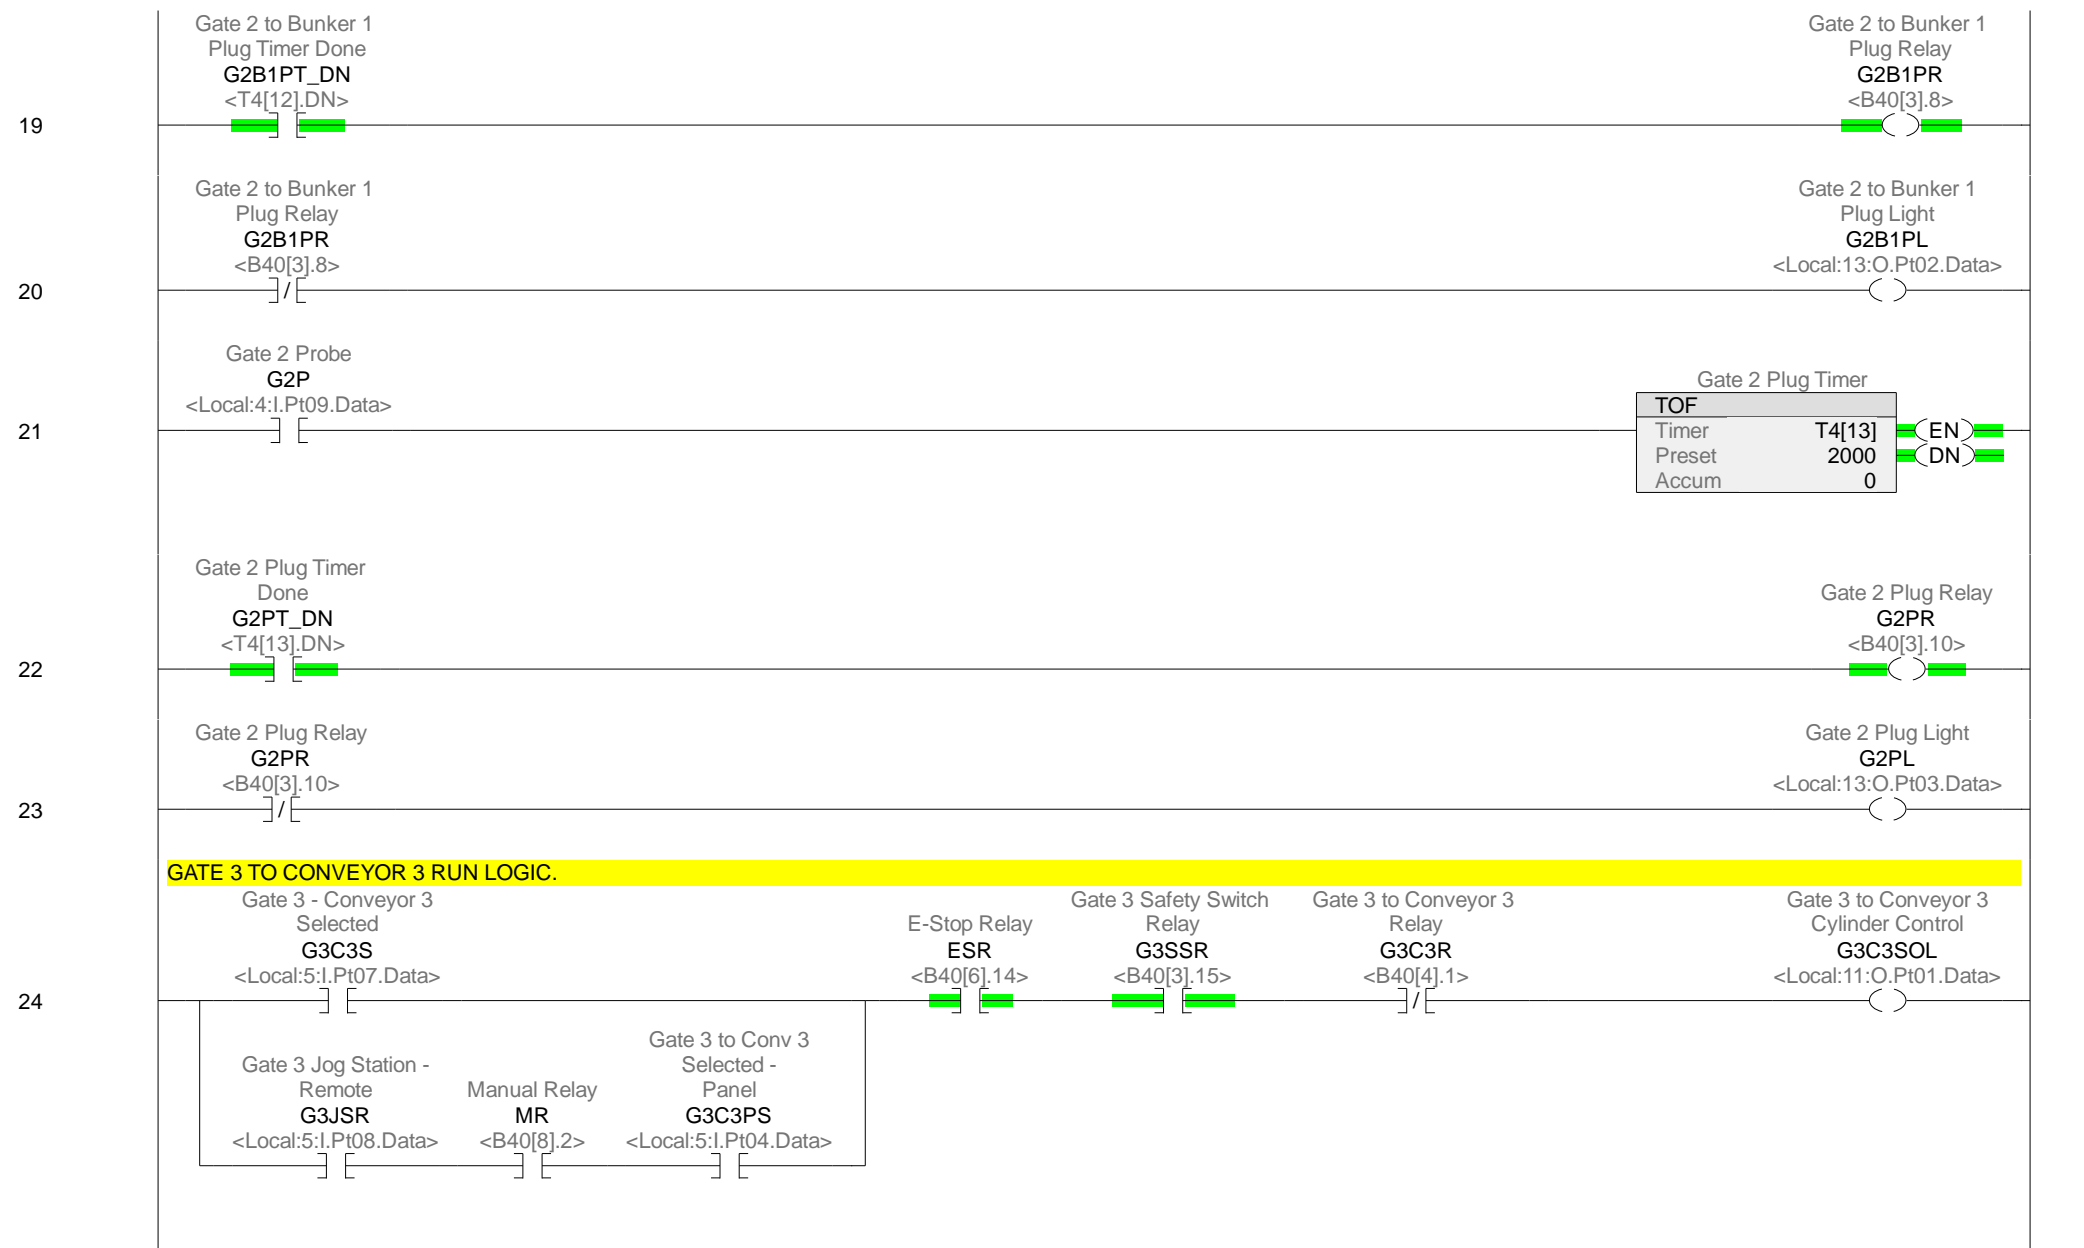 Gate 2 to Bunker 1
Plug Timer Done
G2B1PT_DN
<T4[12].DN>
Gate 2 to Bunker 1
Plug Relay
G2B1PR
<B40[3].8>
19
Gate 2 to Bunker 1
Plug Relay
G2B1PR
<B40[3].8>
Gate 2 to Bunker 1
Plug Light
G2B1PL
<Local:13:O.Pt02.Data>
20
/
Gate 2 Probe
G2P
<Local:4:I.Pt09.Data>
21
Gate 2 Plug Timer
TOF
Timer T4[13]
Preset 2000
Accum 0
EN
DN
Gate 2 Plug Timer
Done
G2PT_DN
<T4[13].DN>
Gate 2 Plug Relay
G2PR
<B40[3].10>
22
Gate 2 Plug Relay
G2PR
<B40[3].10>
Gate 2 Plug Light
G2PL
<Local:13:O.Pt03.Data>
23
/
GATE 3 TO CONVEYOR 3 RUN LOGIC.
Gate 3 - Conveyor 3
Selected
G3C3S
<Local:5:I.Pt07.Data>
E-Stop Relay
ESR
<B40[6].14>
Gate 3 Safety Switch
Relay
G3SSR
<B40[3].15>
Gate 3 to Conveyor 3
Relay
G3C3R
<B40[4].1>
/
Gate 3 to Conveyor 3
Cylinder Control
G3C3SOL
<Local:11:O.Pt01.Data>
24
Gate 3 Jog Station -
Remote
G3JSR
<Local:5:I.Pt08.Data>
Manual Relay
MR
<B40[8].2>
Gate 3 to Conv 3
Selected -
Panel
G3C3PS
<Local:5:I.Pt04.Data>